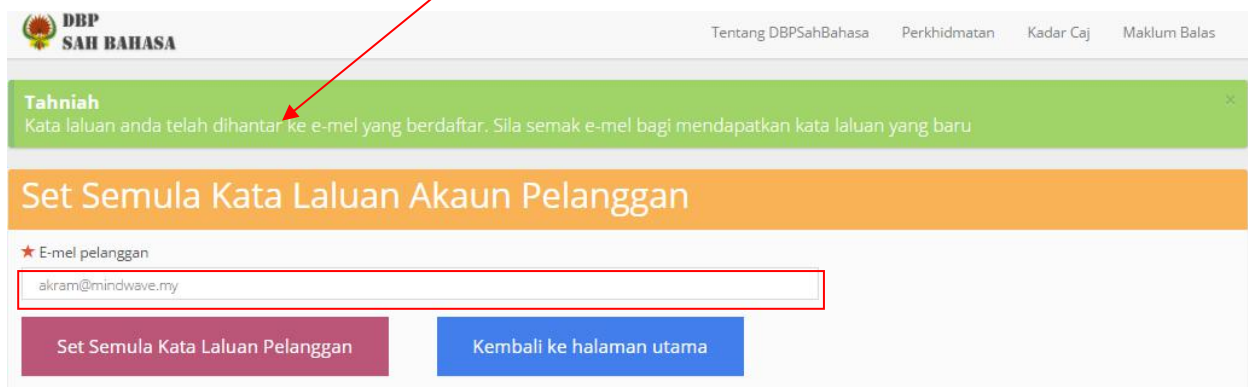 DBP
SAH BAHASA
Tentang DBPSahBahasa Perkhidmatan Kadar Caj Maklum Balas
Tahniah
×
Kata laluan anda telah dihantar ke e-mel yang berdaftar. Sila semak e-mel bagi mendapatkan kata laluan yang baru
Set Semula Kata Laluan Akaun Pelanggan
★ E-mel pelanggan
akram@mindwave.my
Set Semula Kata Laluan Pelanggan
Kembali ke halaman utama